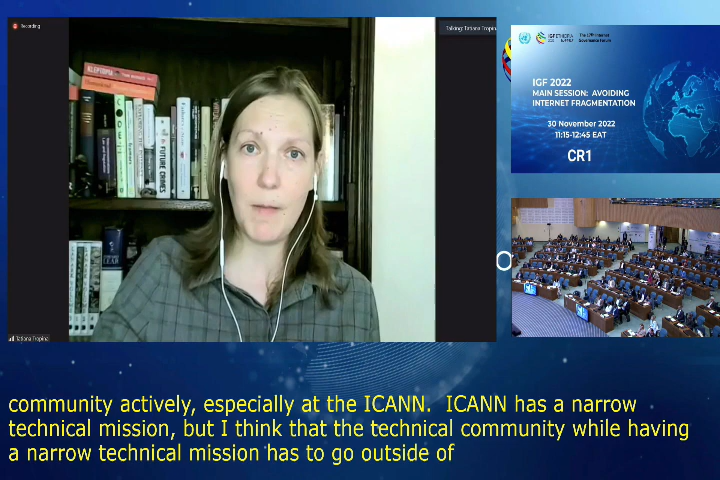 Recording
Talking: Tatiana Tropina
KLEPTOPIA
CODE
FUTURE CRIMES
Tatiana Tropina
IGF 2022
MAIN SESSION: AVOIDING
INTERNET FRAGMENTATION
30 November 2022
11:15-12:45 EAT
CR1
community actively, especially at the ICANN. ICANN has a narrow
technical mission, but I think that the technical community while having
a narrow technical mission has to go outside of